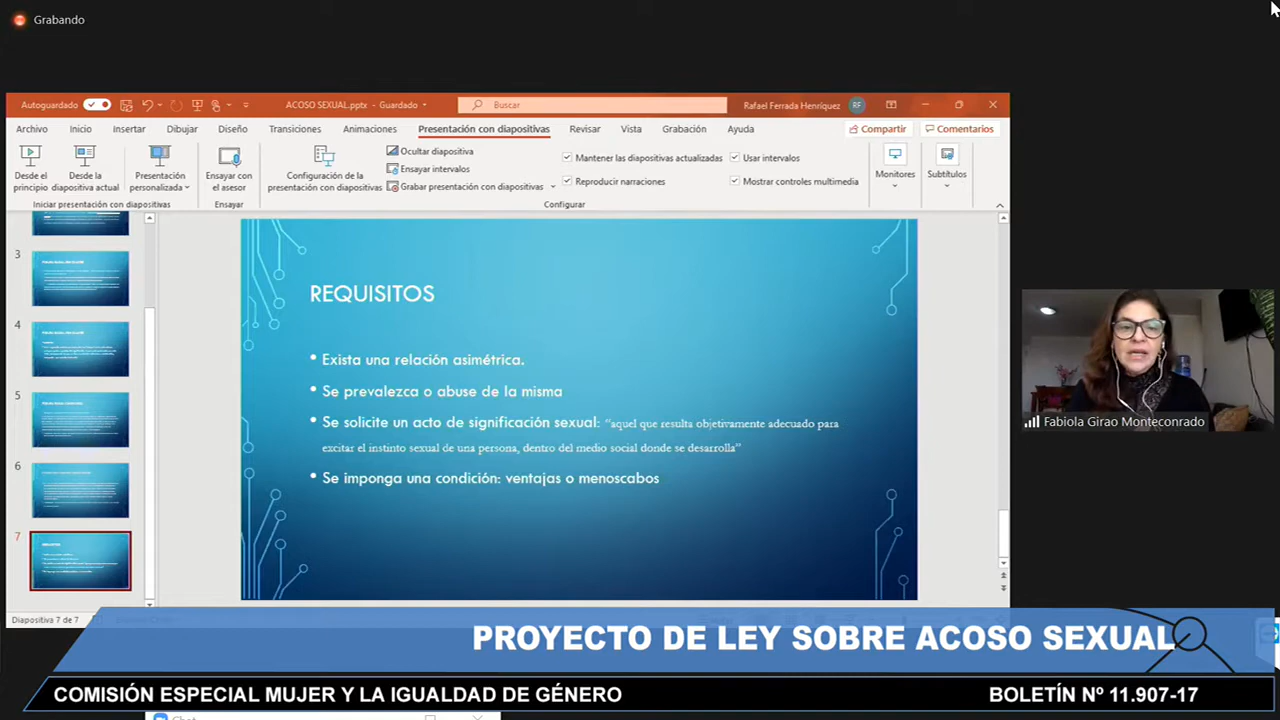 Grabando
Autoguardado
ACOSO SEXUAL.pptx - Guardado
Buscar
Rafael Ferrada Henríquez
RF
Archivo
Inicio
Insertar
Dibujar
Diseño
Transiciones
Animaciones
Presentación con diapositivas
Revisar
Vista
Grabación
Ayuda
Compartir
Comentarios
Desde el principio
Desde la diapositiva actual
Presentación personalizada
Ensayar con el asesor
Configuración de la presentación con diapositivas
Ocultar diapositiva
Ensayar intervalos
Grabar presentación con diapositivas
Mantener las diapositivas actualizadas
Reproducir narraciones
Usar intervalos
Mostrar controles multimedia
Monitores
Subtítulos
Iniciar presentación con diapositivas
Ensayar
Configurar
3
4
5
6
7
REQUISITOS
• Exista una relación asimétrica.
• Se prevalezca o abuse de la misma
• Se solicite un acto de significación sexual: “aquel que resulta objetivamente adecuado para
excitar el instinto sexual de una persona, dentro del medio social donde se desarrolla”
• Se imponga una condición: ventajas o menoscabos
Fabiola Girao Monteconrado
Diapositiva 7 de 7
PROYECTO DE LEY SOBRE ACOSO SEXUAL
COMISIÓN ESPECIAL MUJER Y LA IGUALDAD DE GÉNERO
BOLETÍN Nº 11.907-17